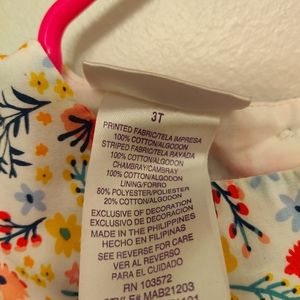 3T
PRINTED FABRIC/TELA IMPRESA
100% COTTON/ALGODON
STRIPED FABRIC/TELA RAYADA
100% COTTON/ALGODON
CHAMBRAY/CAMBRAY
100% COTTON/ALGODON
LINING/FORRO
80% POLYESTER/POLIESTER
20% COTTON/ALGODON
EXCLUSIVE OF DECORATION
EXCLUSIVO DE DECORACION
MADE IN THE PHILIPPINES
HECHO EN FILIPINAS
SEE REVERSE FOR CARE
VER AL REVERSO
PARA EL CUIDADO
RN 103572
STYLE# MAB21203